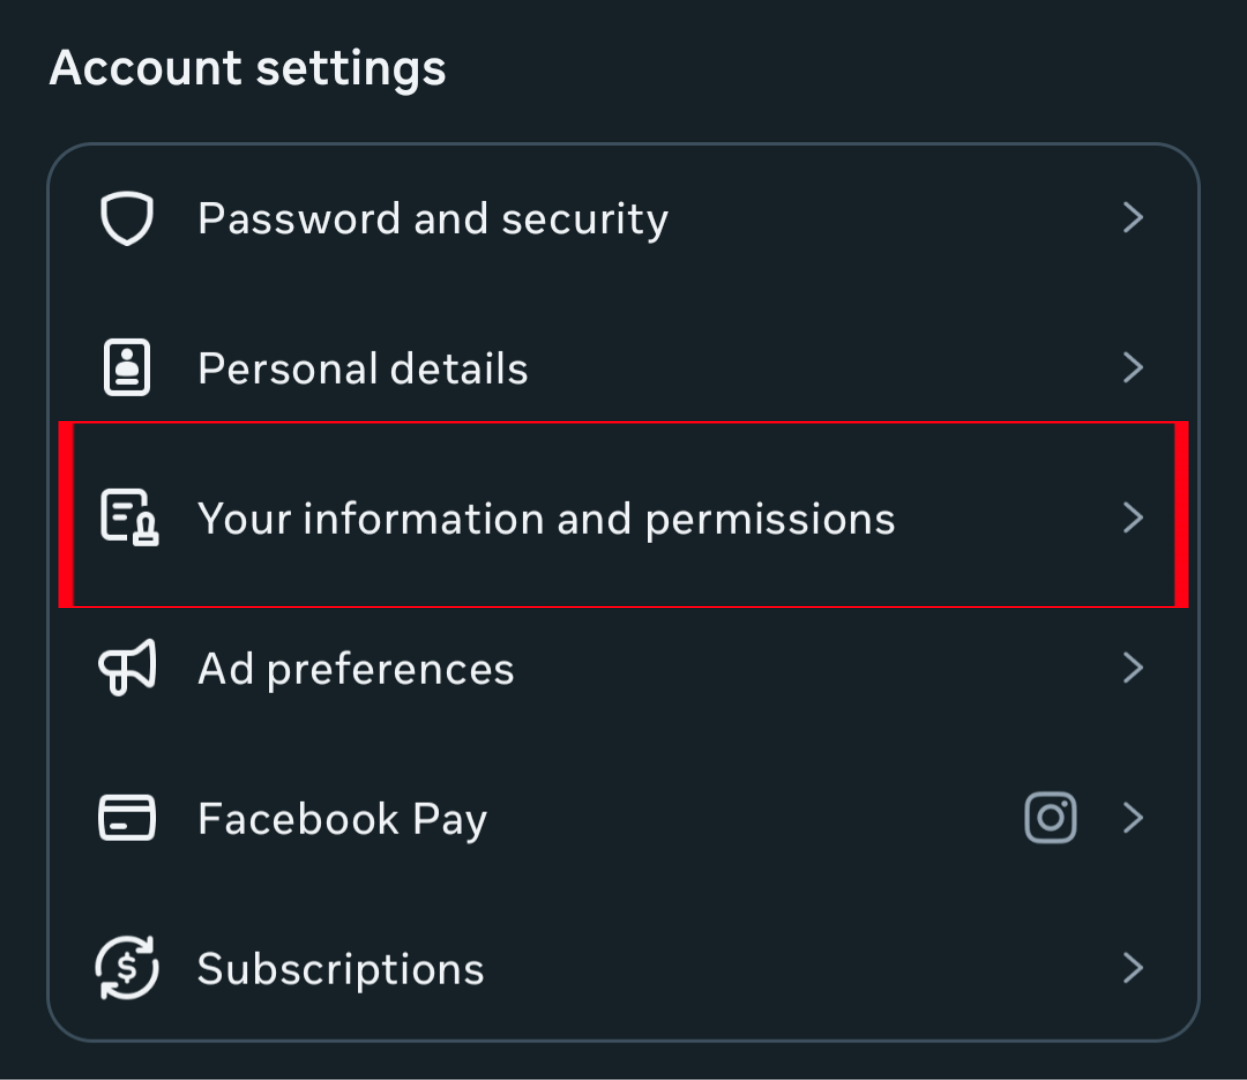 Account settings
Password and security
Personal details
Your information and permissions
Ad preferences
Facebook Pay
Subscriptions